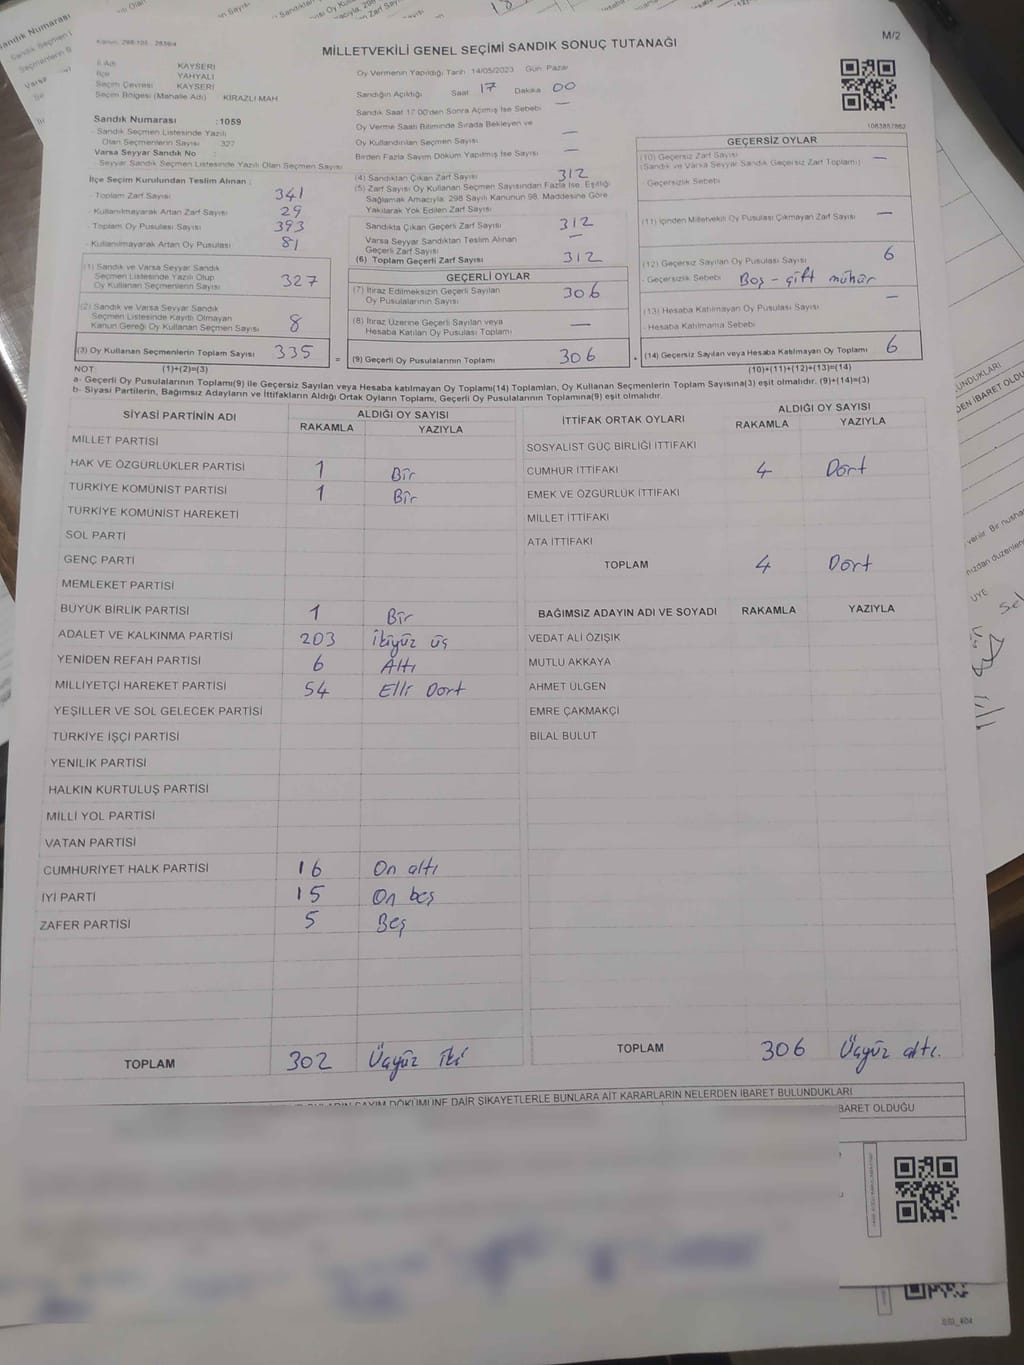 MİLLETVEKİLİ GENEL SEÇİMİ SANDIK SONUÇ TUTANAĞI
M/2
İl Adı KAYSERİ
İlçe YAHYALI
Seçim Çevresi KAYSERİ
Seçim Bölgesi (Mahalle Adı) KİRAZLI MAH
Sandık Numarası :1059
- Sandık Seçmen Listesinde Yazılı
Olan Seçmenlerin Sayısı : 327
Varsa Seyyar Sandık No :
- Seyyar Sandık Seçmen Listesinde Yazılı Olan Seçmen Sayısı
İlçe Seçim Kurulundan Teslim Alınan :
- Toplam Zarf Sayısı 341
- Kullanılmayarak Artan Zarf Sayısı 29
- Toplam Oy Pusulası Sayısı 393
- Kullanılmayarak Artan Oy Pusulası 81
(1) Sandık ve Varsa Seyyar Sandık
Seçmen Listesinde Yazılı Olup
Oy Kullanan Seçmenlerin Sayısı 327
(2) Sandık ve Varsa Seyyar Sandık
Seçmen Listesinde Kayıtlı Olmayan
Kanun Gereği Oy Kullanan Seçmen Sayısı 8
(3) Oy Kullanan Seçmenlerin Toplam Sayısı 335
Oy Vermenin Yapıldığı Tarih 14/05/2023 Gün: Pazar
Sandığın Açıldığı Saat 17 Dakika 00
Sandık Saat 17:00'den Sonra Açılmış İse Sebebi —
Oy Verme Saati Bitiminde Sırada Bekleyen ve
Oy Kullandırılan Seçmen Sayısı —
Birden Fazla Sayım Döküm Yapılmış İse Sayısı —
(4) Sandıktan Çıkan Zarf Sayısı 312
(5) Zarf Sayısı Oy Kullanan Seçmen Sayısından Fazla İse, Eşitliği
Sağlamak Amacıyla, 298 Sayılı Kanunun 98. Maddesine Göre
Yakılarak Yok Edilen Zarf Sayısı
Sandıkta Çıkan Geçerli Zarf Sayısı 312
Varsa Seyyar Sandıktan Teslim Alınan
Geçerli Zarf Sayısı —
(6) Toplam Geçerli Zarf Sayısı 312
GEÇERLİ OYLAR
(7) İtiraz Edilmeksizin Geçerli Sayılan
Oy Pusulalarının Sayısı 306
(8) İtiraz Üzerine Geçerli Sayılan veya
Hesaba Katılan Oy Pusulası Toplamı —
= (9) Geçerli Oy Pusulalarının Toplamı 306
1063857862
GEÇERSİZ OYLAR
(10) Geçersiz Zarf Sayısı —
(Sandık ve Varsa Seyyar Sandık Geçersiz Zarf Toplamı)
- Geçersizlik Sebebi
(11) İçinden Milletvekili Oy Pusulası Çıkmayan Zarf Sayısı —
(12) Geçersiz Sayılan Oy Pusulası Sayısı 6
- Geçersizlik Sebebi Boş - çift mühür
(13) Hesaba Katılmayan Oy Pusulası Sayısı —
- Hesaba Katılmama Sebebi
+ (14) Geçersiz Sayılan veya Hesaba Katılmayan Oy Toplamı 6
NOT: (1)+(2)=(3)
(10)+(11)+(12)+(13)=(14)
a- Geçerli Oy Pusulalarının Toplamı(9) ile Geçersiz Sayılan veya Hesaba katılmayan Oy Toplamı(14) Toplamları, Oy Kullanan Seçmenlerin Toplam Sayısına(3) eşit olmalıdır. (9)+(14)=(3)
b- Siyasi Partilerin, Bağımsız Adayların ve İttifakların Aldığı Ortak Oyların Toplamı, Geçerli Oy Pusulalarının Toplamına(9) eşit olmalıdır.
SİYASİ PARTİNİN ADI ALDIĞI OY SAYISI
RAKAMLA YAZIYLA
MİLLET PARTİSİ
HAK VE ÖZGÜRLÜKLER PARTİSİ 1 Bir
TÜRKİYE KOMÜNİST PARTİSİ 1 Bir
TÜRKİYE KOMÜNİST HAREKETİ
SOL PARTİ
GENÇ PARTİ
MEMLEKET PARTİSİ
BÜYÜK BİRLİK PARTİSİ 1 Bir
ADALET VE KALKINMA PARTİSİ 203 İkiyüz üç
YENİDEN REFAH PARTİSİ 6 Altı
MİLLİYETÇİ HAREKET PARTİSİ 54 Elli Dört
YEŞİLLER VE SOL GELECEK PARTİSİ
TÜRKİYE İŞÇİ PARTİSİ
YENİLİK PARTİSİ
HALKIN KURTULUŞ PARTİSİ
MİLLİ YOL PARTİSİ
VATAN PARTİSİ
CUMHURİYET HALK PARTİSİ 16 On altı
İYİ PARTİ 15 On beş
ZAFER PARTİSİ 5 Beş
TOPLAM 302 Üçyüz İki
İTTİFAK ORTAK OYLARI ALDIĞI OY SAYISI
RAKAMLA YAZIYLA
SOSYALİST GÜÇ BİRLİĞİ İTTİFAKI
CUMHUR İTTİFAKI 4 Dört
EMEK VE ÖZGÜRLÜK İTTİFAKI
MİLLET İTTİFAKI
ATA İTTİFAKI
TOPLAM 4 Dört
BAĞIMSIZ ADAYIN ADI VE SOYADI RAKAMLA YAZIYLA
VEDAT ALİ ÖZIŞIK
MUTLU AKKAYA
AHMET ÜLGEN
EMRE ÇAKMAKÇI
BİLAL BULUT
TOPLAM 306 Üçyüz altı.
SAYIM DÖKÜMÜNE DAİR ŞİKAYETLERLE BUNLARA AİT KARARLARIN NELERDEN İBARET BULUNDUKLARI
BARET OLDUĞU